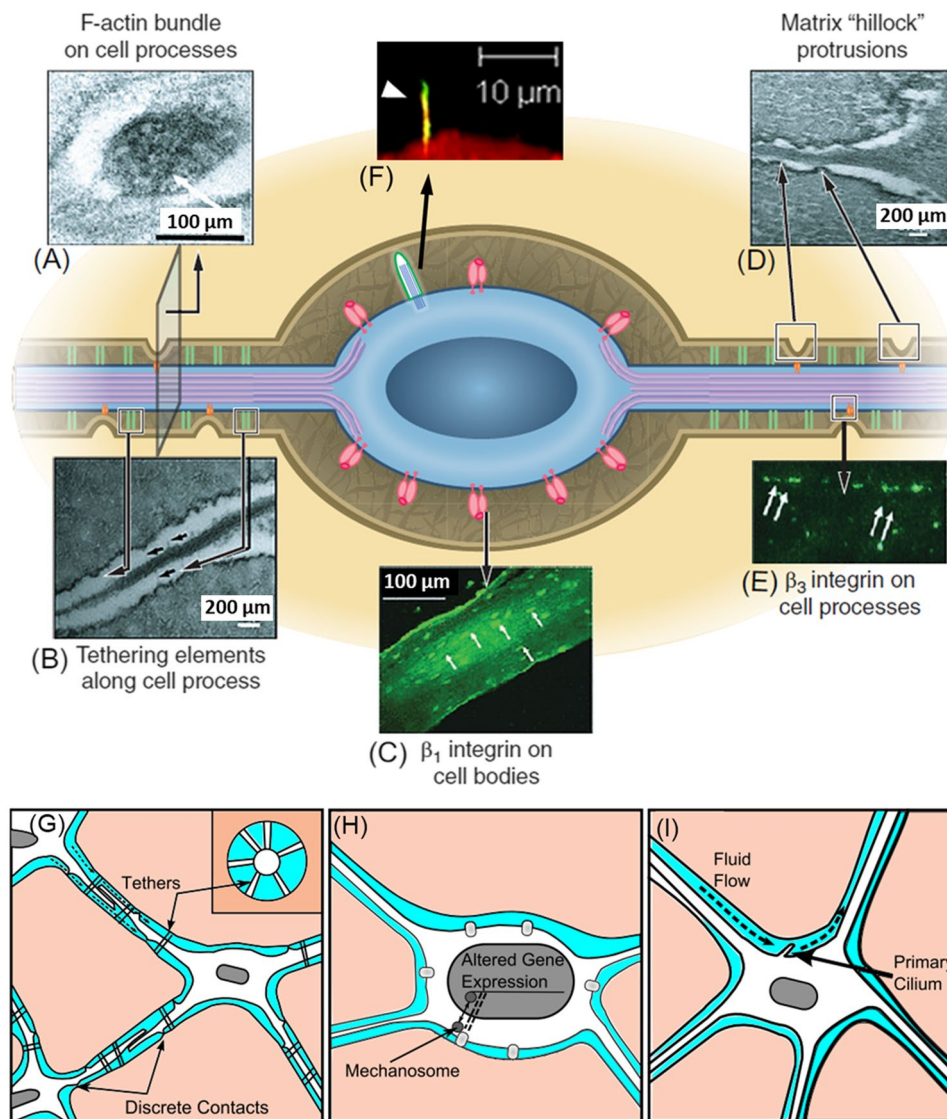 F-actin bundle
on cell processes
100 μm
(A)
10 μm
(F)
Matrix "hillock"
protrusions
200 μm
(D)
200 μm
(B) Tethering elements
along cell process
100 μm
(C) β1 integrin on
cell bodies
(E) β3 integrin on
cell processes
(G)
Tethers
Discrete Contacts
(H)
Altered Gene
Expression
Mechanosome
(I)
Fluid
Flow
Primary
Cilium